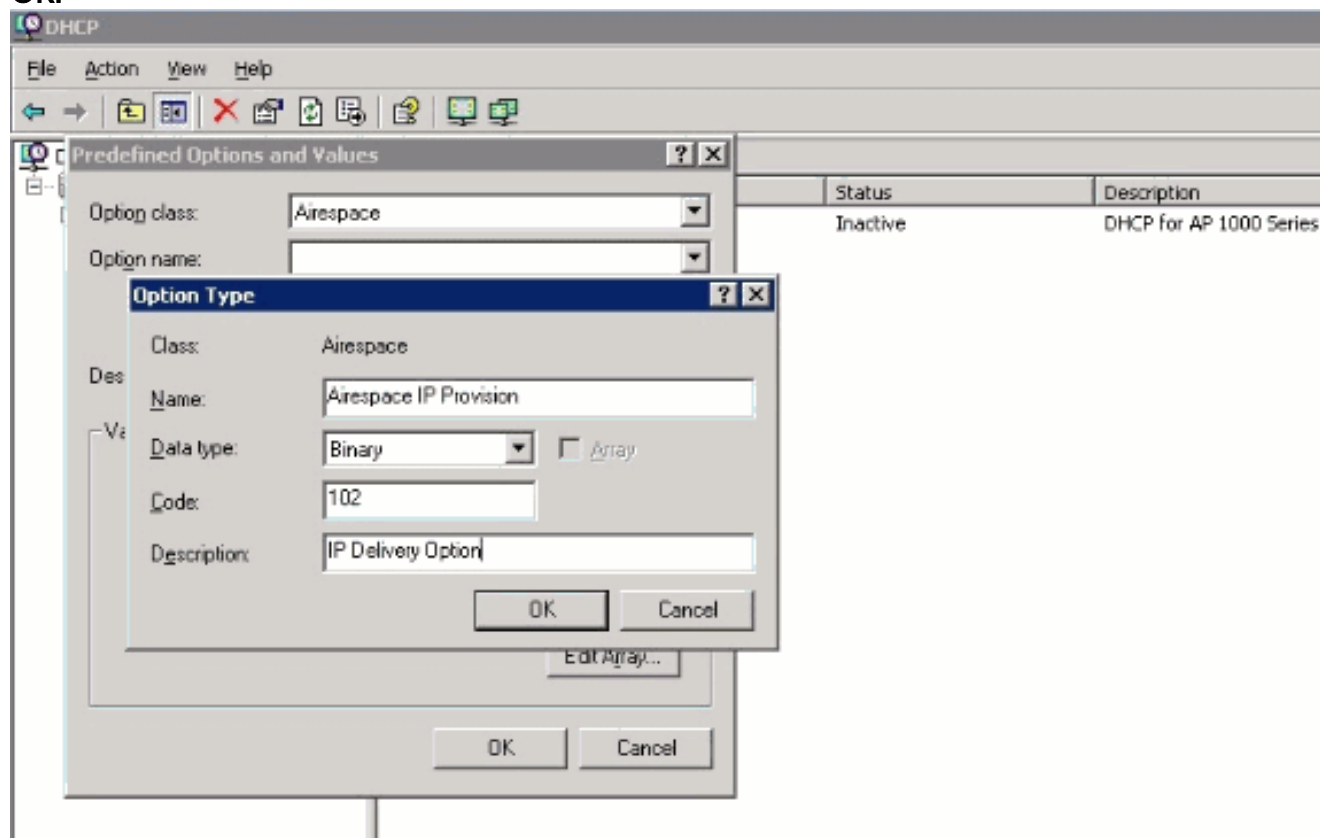 DHCP
File Action View Help
Predefined Options and Values
Option class: Airespace
Option name:
Status Description
Inactive DHCP for AP 1000 Series
Option Type
Class: Airespace
Des
Name: Airespace IP Provision
Data type: Binary Array
Code: 102
Description: IP Delivery Option
OK Cancel
Edit Array...
OK Cancel